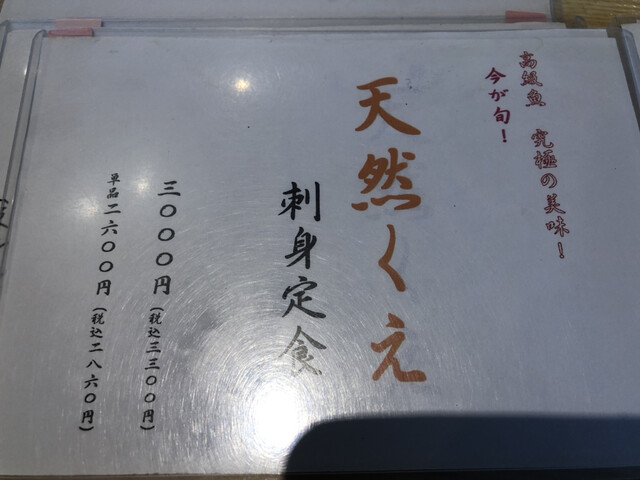 高級魚 究極の美味!
今が旬!
天然くえ
刺身定食
三〇〇〇円(税込三三〇〇円)
単品二六〇〇円(税込二八六〇円)